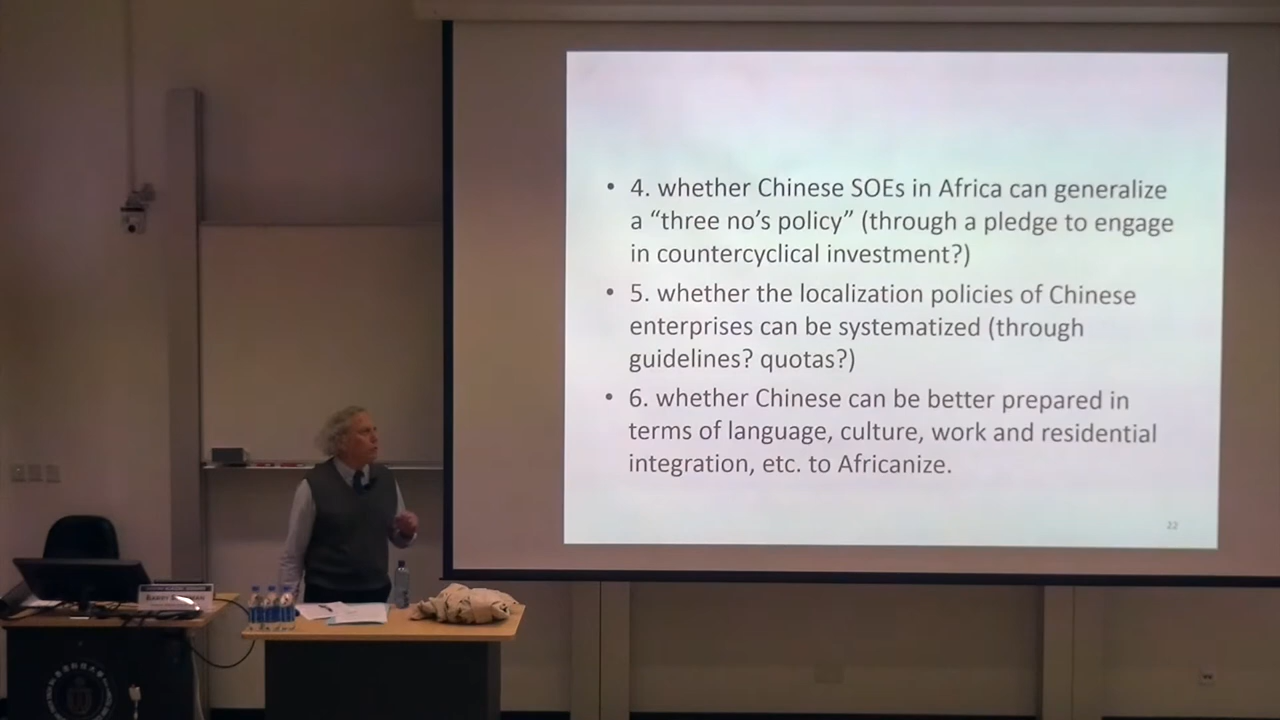 • 4. whether Chinese SOEs in Africa can generalize
a “three no’s policy” (through a pledge to engage
in countercyclical investment?)
• 5. whether the localization policies of Chinese
enterprises can be systematized (through
guidelines? quotas?)
• 6. whether Chinese can be better prepared in
terms of language, culture, work and residential
integration, etc. to Africanize.
22
BARRY